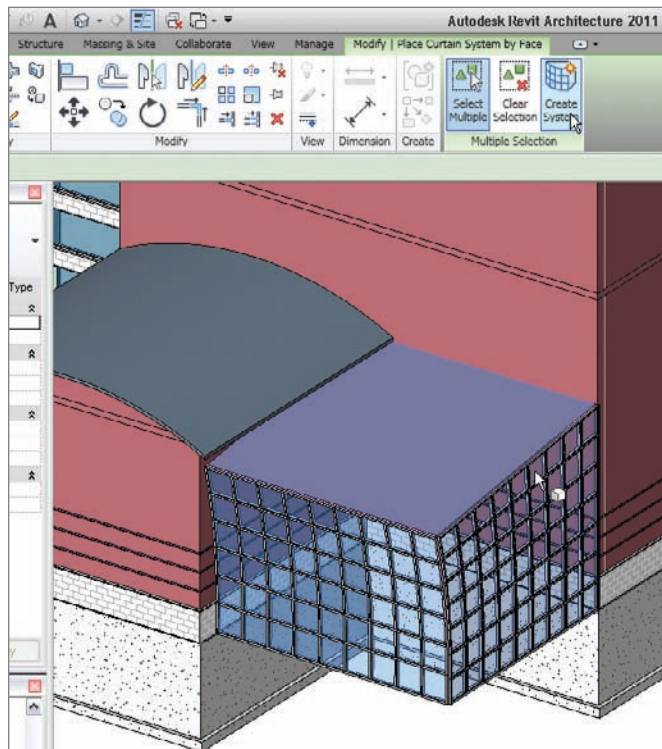 A
Autodesk Revit Architecture 2011
Structure Massing & Site Collaborate View Manage Modify | Place Curtain System by Face
Select Multiple
Clear Selection
Create System
Modify View Dimension Create Multiple Selection
Type